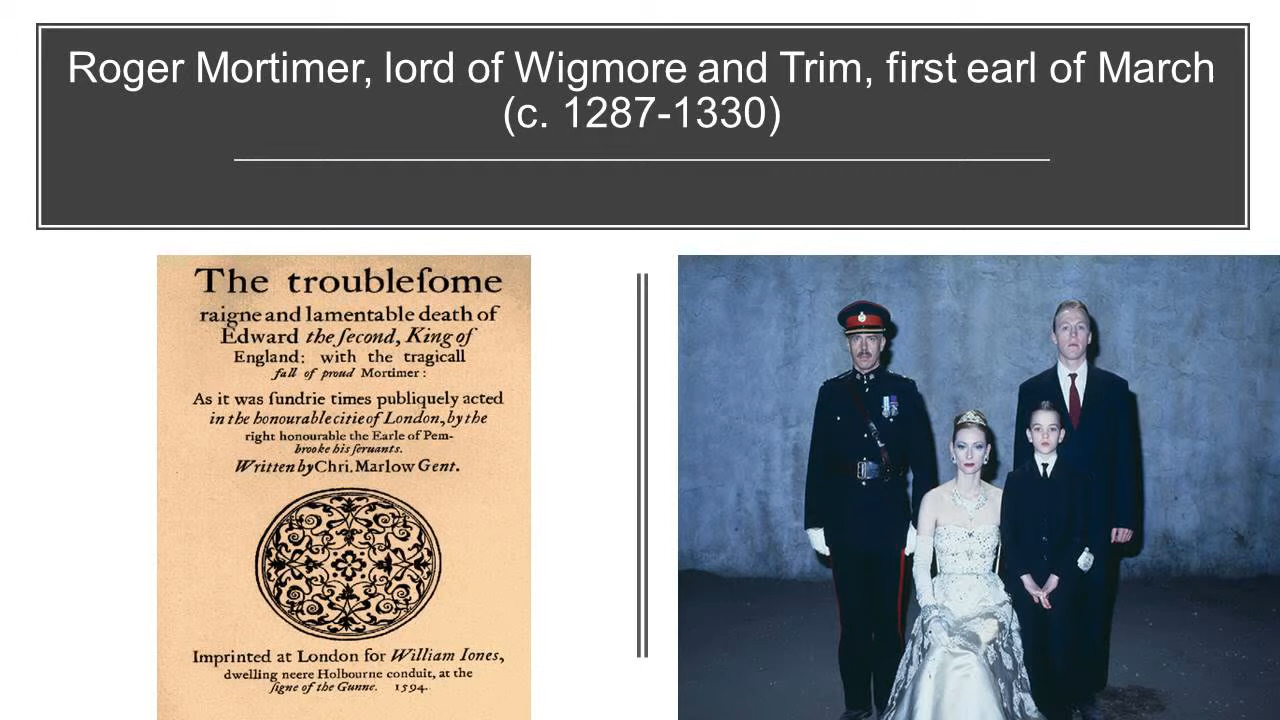 Roger Mortimer, lord of Wigmore and Trim, first earl of March
(c. 1287-1330)
The troubleſome
raigne and lamentable death of
Edward the ſecond, King of
England: with the tragicall
fall of proud Mortimer:
As it was ſundrie times publiquely acted
in the honourable citie of London, by the
right honourable the Earle of Pem-
brooke his ſeruants.
Written by Chri. Marlow Gent.
Imprinted at London for William Iones,
dwelling neere Holbourne conduit, at the
ſigne of the Gunne. 1594.